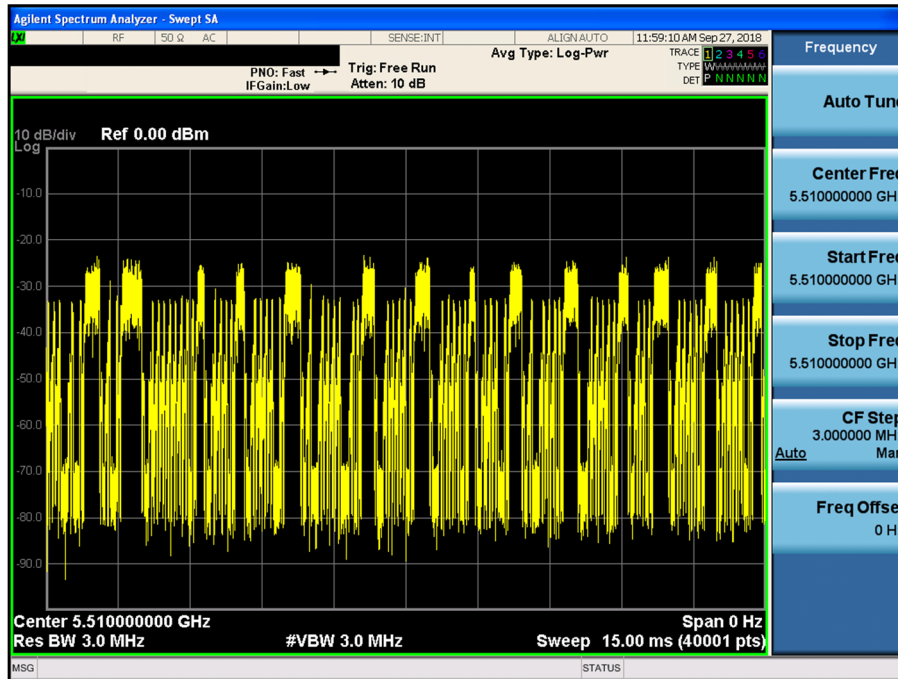 Agilent Spectrum Analyzer - Swept SA
LXI RF 50 Ω AC SENSE:INT ALIGN AUTO 11:59:10 AM Sep 27, 2018
Frequency
Avg Type: Log-Pwr
TRACE 1 2 3 4 5 6
PNO: Fast Trig: Free Run
TYPE WWWWWW
IFGain:Low Atten: 10 dB
DET P N N N N N
Auto Tune
10 dB/div Ref 0.00 dBm
Log
Center Freq
5.510000000 GH
-10.0
-20.0
Start Freq
5.510000000 GH
-30.0
-40.0
Stop Freq
5.510000000 GH
-50.0
-60.0
CF Step
3.000000 MH
Auto Man
-70.0
-80.0
Freq Offse
0 H
-90.0
Center 5.510000000 GHz Span 0 Hz
Res BW 3.0 MHz #VBW 3.0 MHz Sweep 15.00 ms (40001 pts)
MSG STATUS